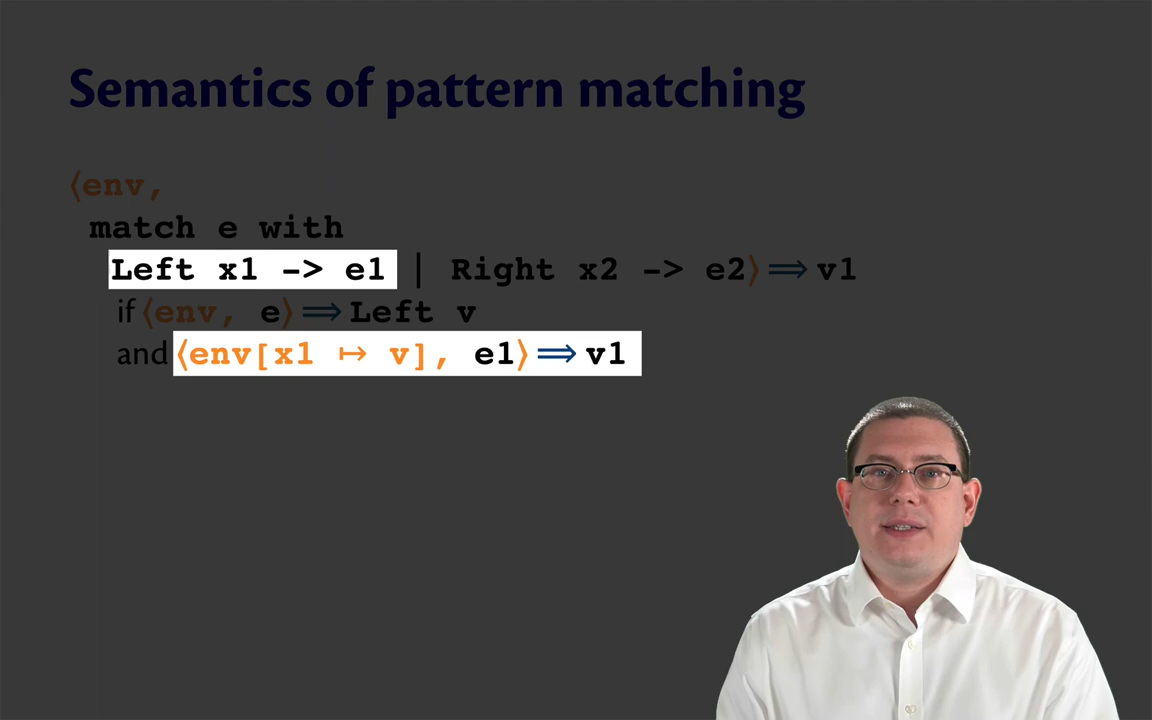 Semantics of pattern matching
⟨env,
match e with
Left x1 -> e1 | Right x2 -> e2⟩ ⟹ v1
if ⟨env, e⟩ ⟹ Left v
and ⟨env[x1 ↦ v], e1⟩ ⟹ v1